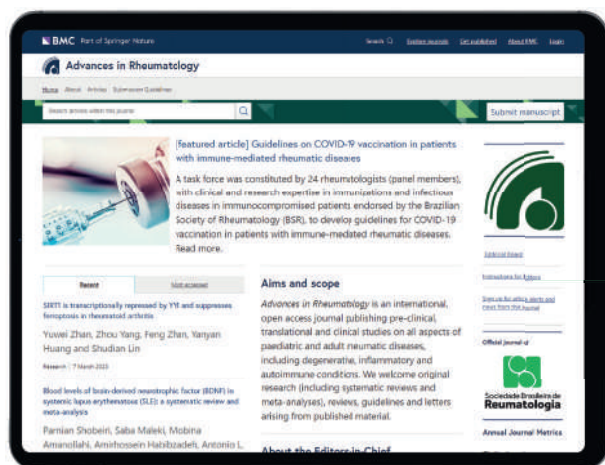 BMC Part of Springer Nature
Search Explore journals Get published About BMC Login
Advances in Rheumatology
Home About Articles Submission Guidelines
Search articles within this journal
Submit manuscript
[featured article] Guidelines on COVID-19 vaccination in patients
with immune-mediated rheumatic diseases
A task force was constituted by 24 rheumatologists (panel members),
with clinical and research expertise in immunizations and infectious
diseases in immunocompromised patients endorsed by the Brazilian
Society of Rheumatology (BSR), to develop guidelines for COVID-19
vaccination in patients with immune-mediated rheumatic diseases.
Read more.
Recent Most accessed
SIRT1 is transcriptionally repressed by YY1 and suppresses
ferroptosis in rheumatoid arthritis
Yuwei Zhan, Zhou Yang, Feng Zhan, Yanyan
Huang and Shudian Lin
Research 7 March 2023
Blood levels of brain-derived neurotrophic factor (BDNF) in
systemic lupus erythematous (SLE): a systematic review and
meta-analysis
Parnian Shobeiri, Saba Maleki, Mobina
Amanollahi, Amirhossein Habibzadeh, Antonio L.
Aims and scope
Advances in Rheumatology is an international,
open access journal publishing pre-clinical,
translational and clinical studies on all aspects of
paediatric and adult rheumatic diseases,
including degenerative, inflammatory and
autoimmune conditions. We welcome original
research (including systematic reviews and
meta-analyses), reviews, guidelines and letters
arising from published material.
About the Editors-in-Chief
Editorial Board
Instructions for Editors
Sign up for article alerts and
news from this journal
Official journal of
Sociedade Brasileira de
Reumatologia
Annual Journal Metrics